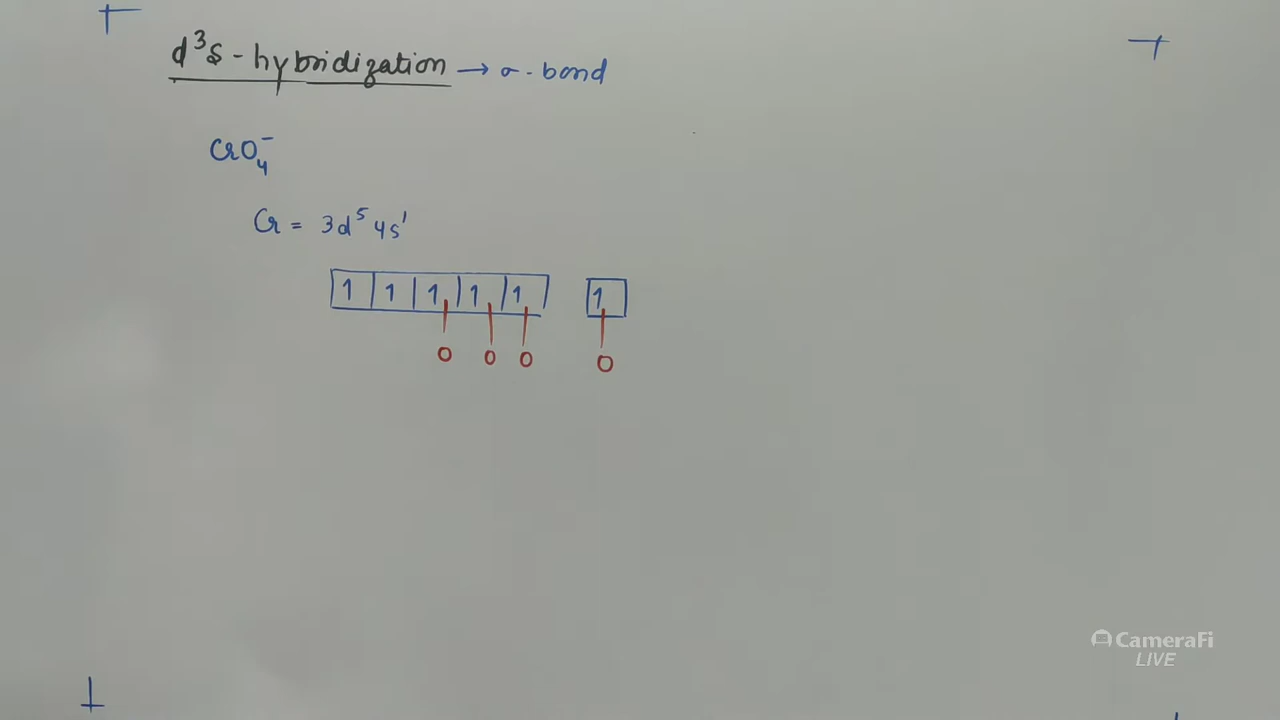 d³s - hybridization → σ - bond
CrO₄⁻
Cr = 3d⁵ 4s¹
1 1 1 1 1 1
O O O O
CameraFi
LIVE